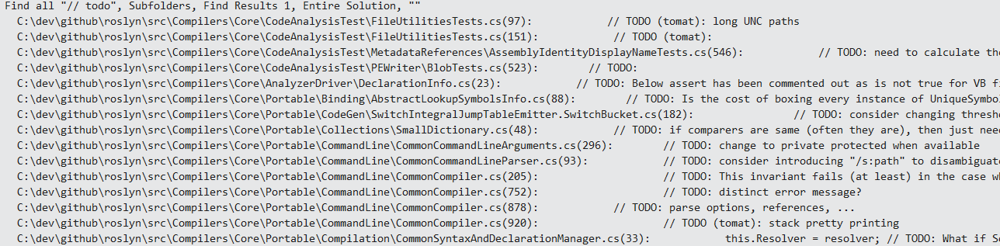 Find all "// todo", Subfolders, Find Results 1, Entire Solution, ""
C:\dev\github\roslyn\src\Compilers\Core\CodeAnalysisTest\FileUtilitiesTests.cs(97): // TODO (tomat): long UNC paths
C:\dev\github\roslyn\src\Compilers\Core\CodeAnalysisTest\FileUtilitiesTests.cs(151): // TODO (tomat):
C:\dev\github\roslyn\src\Compilers\Core\CodeAnalysisTest\MetadataReferences\AssemblyIdentityDisplayNameTests.cs(546): // TODO: need to calculate the
C:\dev\github\roslyn\src\Compilers\Core\CodeAnalysisTest\PEWriter\BlobTests.cs(523): // TODO:
C:\dev\github\roslyn\src\Compilers\Core\AnalyzerDriver\DeclarationInfo.cs(23): // TODO: Below assert has been commented out as is not true for VB fi
C:\dev\github\roslyn\src\Compilers\Core\Portable\Binding\AbstractLookupSymbolsInfo.cs(88): // TODO: Is the cost of boxing every instance of UniqueSymbo
C:\dev\github\roslyn\src\Compilers\Core\Portable\CodeGen\SwitchIntegralJumpTableEmitter.SwitchBucket.cs(182): // TODO: consider changing thresho
C:\dev\github\roslyn\src\Compilers\Core\Portable\Collections\SmallDictionary.cs(48): // TODO: if comparers are same (often they are), then just need
C:\dev\github\roslyn\src\Compilers\Core\Portable\CommandLine\CommonCommandLineArguments.cs(296): // TODO: change to private protected when available
C:\dev\github\roslyn\src\Compilers\Core\Portable\CommandLine\CommonCommandLineParser.cs(93): // TODO: consider introducing "/s:path" to disambiguate
C:\dev\github\roslyn\src\Compilers\Core\Portable\CommandLine\CommonCompiler.cs(205): // TODO: This invariant fails (at least) in the case wh
C:\dev\github\roslyn\src\Compilers\Core\Portable\CommandLine\CommonCompiler.cs(752): // TODO: distinct error message?
C:\dev\github\roslyn\src\Compilers\Core\Portable\CommandLine\CommonCompiler.cs(878): // TODO: parse options, references, ...
C:\dev\github\roslyn\src\Compilers\Core\Portable\CommandLine\CommonCompiler.cs(920): // TODO (tomat): stack pretty printing
C:\dev\github\roslyn\src\Compilers\Core\Portable\Compilation\CommonSyntaxAndDeclarationManager.cs(33): this.Resolver = resolver; // TODO: What if